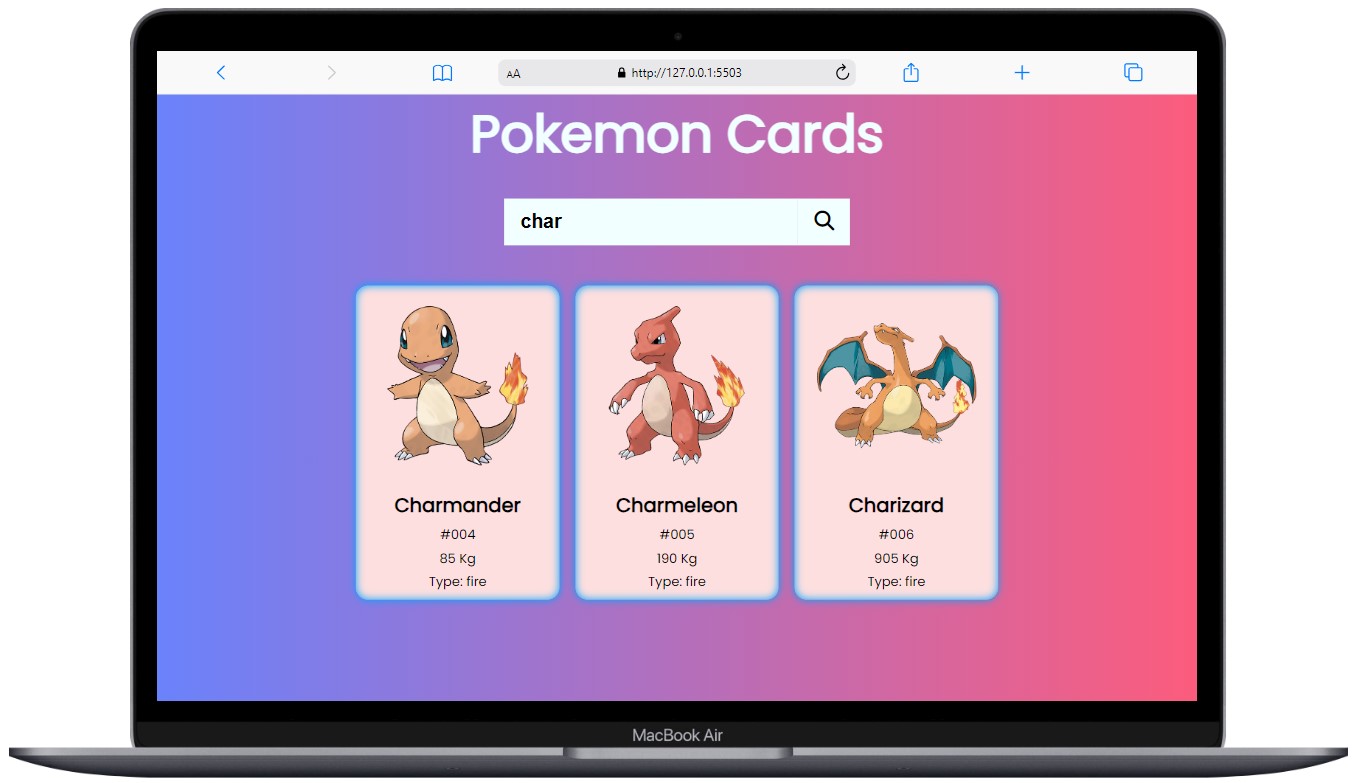 AA http://127.0.0.1:5503
Pokemon Cards
char
Charmander
#004
85 Kg
Type: fire
Charmeleon
#005
190 Kg
Type: fire
Charizard
#006
905 Kg
Type: fire
MacBook Air